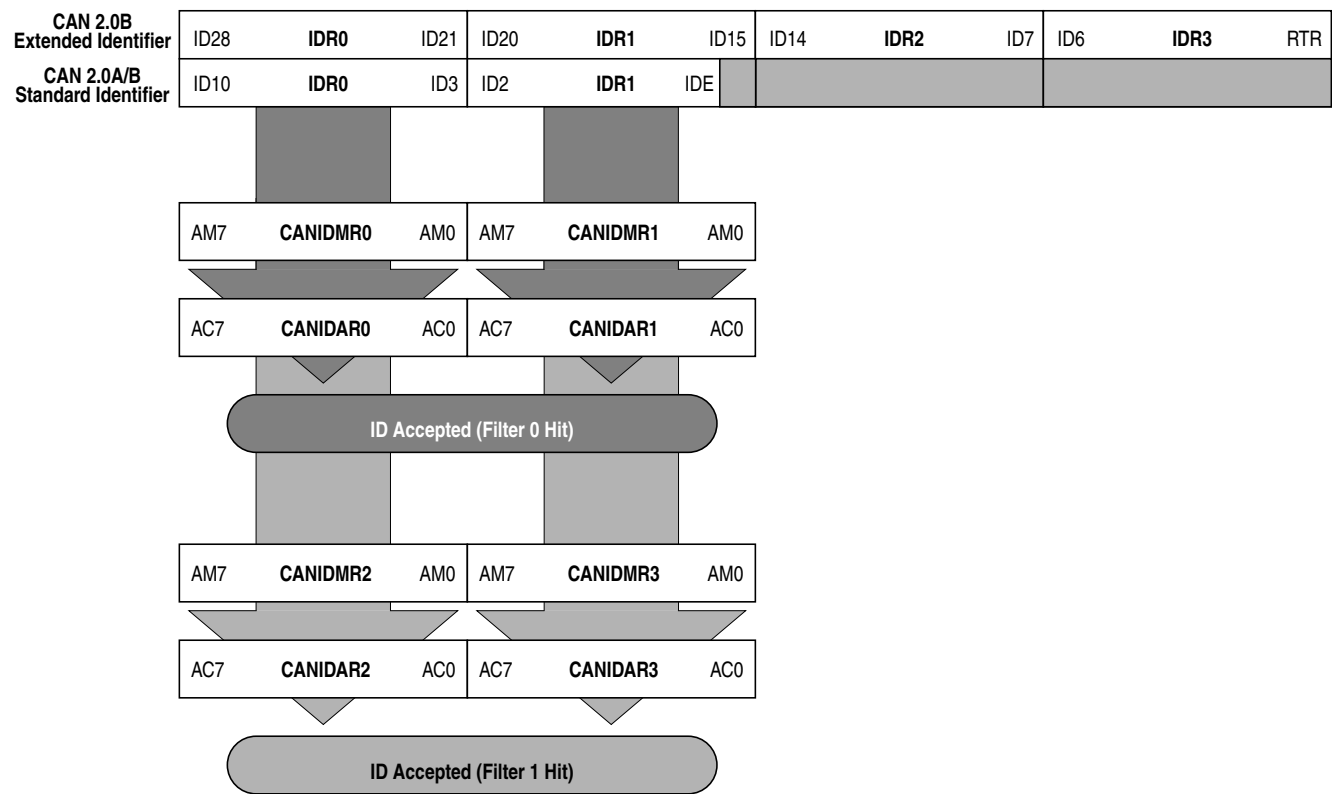 CAN 2.0B
Extended Identifier
ID28 IDR0 ID21 ID20 IDR1 ID15 ID14 IDR2 ID7 ID6 IDR3 RTR
CAN 2.0A/B
Standard Identifier
ID10 IDR0 ID3 ID2 IDR1 IDE
AM7 CANIDMR0 AM0 AM7 CANIDMR1 AM0
AC7 CANIDAR0 AC0 AC7 CANIDAR1 AC0
ID Accepted (Filter 0 Hit)
AM7 CANIDMR2 AM0 AM7 CANIDMR3 AM0
AC7 CANIDAR2 AC0 AC7 CANIDAR3 AC0
ID Accepted (Filter 1 Hit)